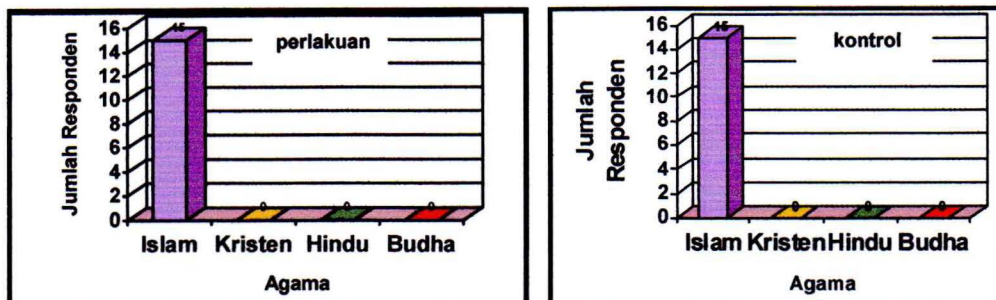 perlakuan
Jumlah Responden
16
14
12
10
8
6
4
2
0
15
0
0
0
Islam Kristen Hindu Budha
Agama
kontrol
Jumlah
Responden
16
14
12
10
8
6
4
2
0
15
0
0
0
Islam Kristen Hindu Budha
Agama